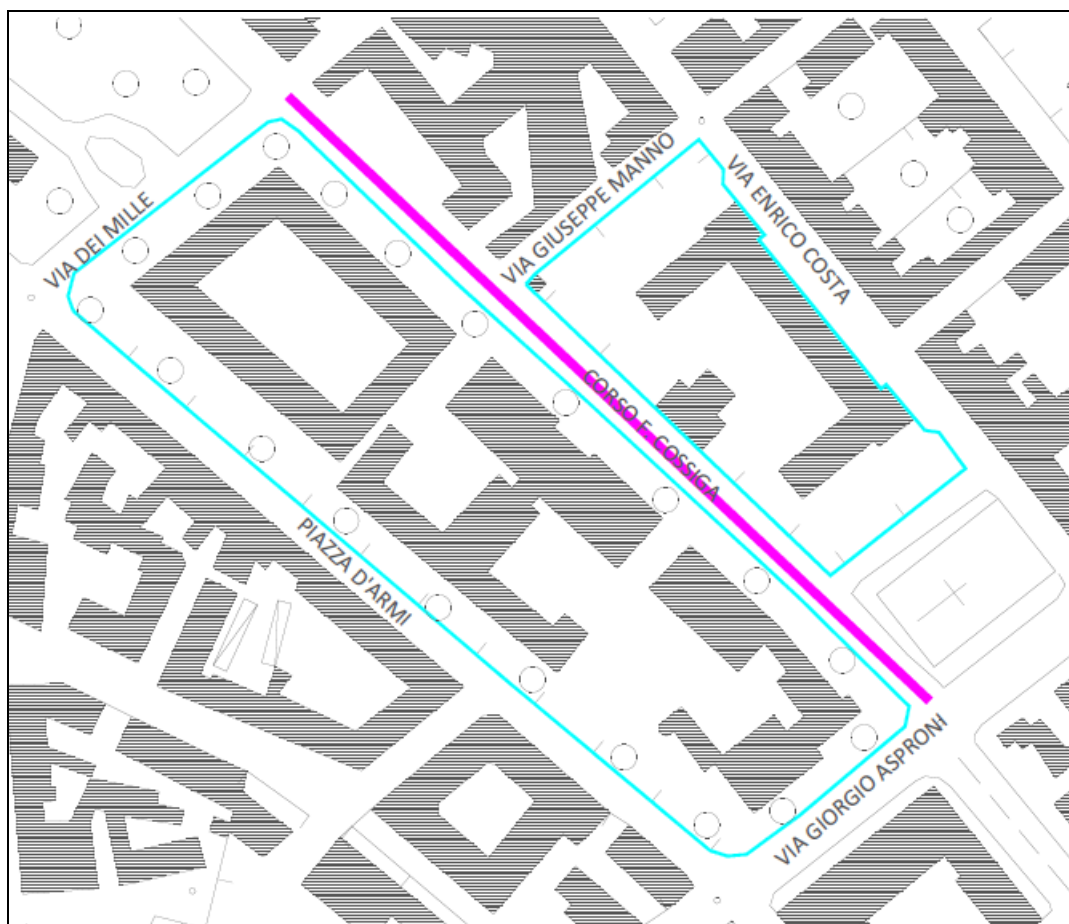 VIA GIUSEPPE MANNO
VIA ENRICO COSTA
VIA DEI MILLE
CORSO F. COSSIGA
PIAZZA D'ARMI
VIA GIORGIO ASPRONI